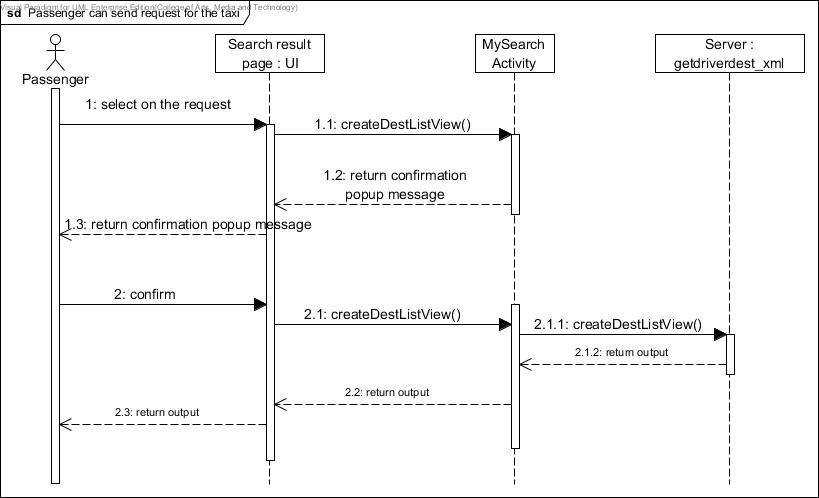 Visual Paradigm for UML Enterprise Edition(College of Arts, Media and Technology)
sd Passenger can send request for the taxi
Search result
page : UI
MySearch
Activity
Server :
getdriverdest_xml
Passenger
1: select on the request
1.1: createDestListView()
1.2: return confirmation
popup message
1.3: return confirmation popup message
2: confirm
2.1: createDestListView()
2.1.1: createDestListView()
2.1.2: return output
2.2: return output
2.3: return output